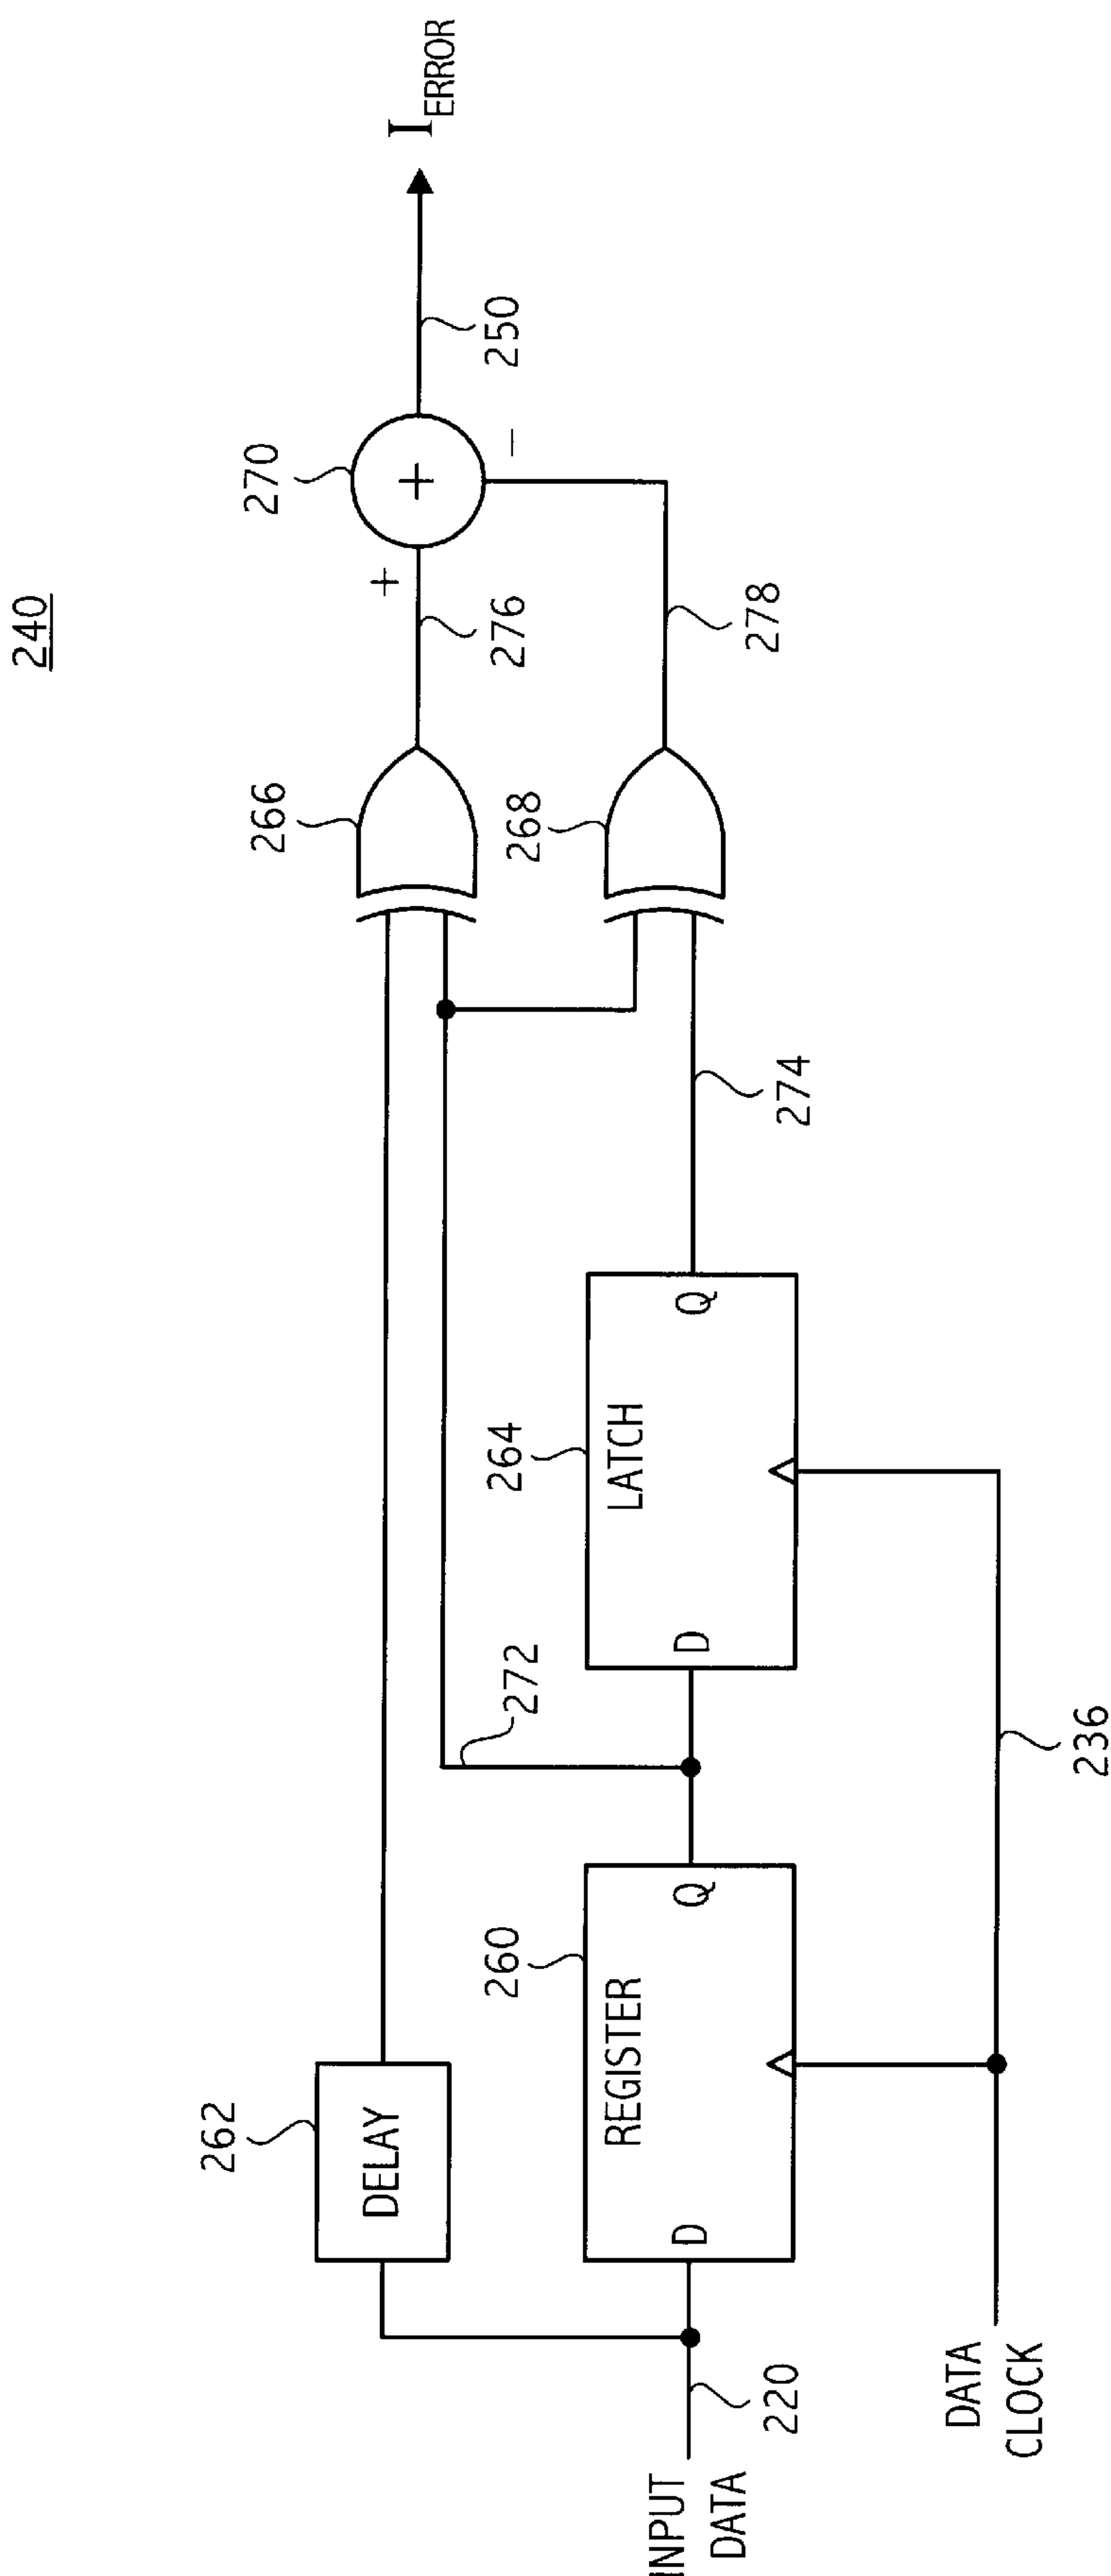 240
262
DELAY
260
REGISTER
D
Q
272
264
LATCH
D
Q
274
266
268
276
278
270
+
+
−
250
I ERROR
INPUT
DATA
220
DATA
CLOCK
236